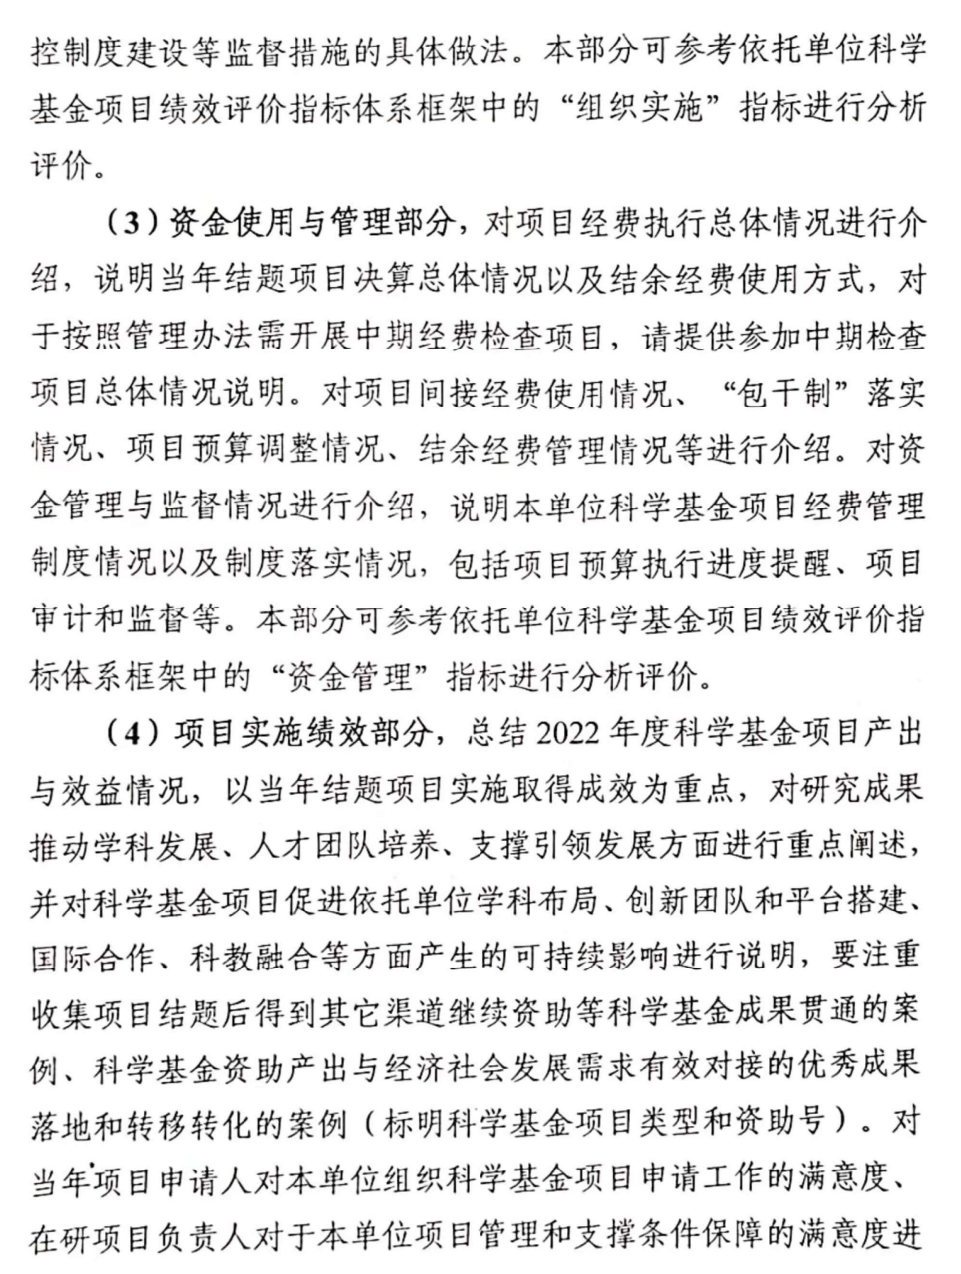 控制度建设等监督措施的具体做法。本部分可参考依托单位科学
基金项目绩效评价指标体系框架中的“组织实施”指标进行分析
评价。
（3）资金使用与管理部分，对项目经费执行总体情况进行介
绍，说明当年结题项目决算总体情况以及结余经费使用方式，对
于按照管理办法需开展中期经费检查项目，请提供参加中期检查
项目总体情况说明。对项目间接经费使用情况、“包干制”落实
情况、项目预算调整情况、结余经费管理情况等进行介绍。对资
金管理与监督情况进行介绍，说明本单位科学基金项目经费管理
制度情况以及制度落实情况，包括项目预算执行进度提醒、项目
审计和监督等。本部分可参考依托单位科学基金项目绩效评价指
标体系框架中的“资金管理”指标进行分析评价。
（4）项目实施绩效部分，总结 2022 年度科学基金项目产出
与效益情况，以当年结题项目实施取得成效为重点，对研究成果
推动学科发展、人才团队培养、支撑引领发展方面进行重点阐述，
并对科学基金项目促进依托单位学科布局、创新团队和平台搭建、
国际合作、科教融合等方面产生的可持续影响进行说明，要注重
收集项目结题后得到其它渠道继续资助等科学基金成果贯通的案
例、科学基金资助产出与经济社会发展需求有效对接的优秀成果
落地和转移转化的案例（标明科学基金项目类型和资助号）。对
当年项目申请人对本单位组织科学基金项目申请工作的满意度、
在研项目负责人对于本单位项目管理和支撑条件保障的满意度进